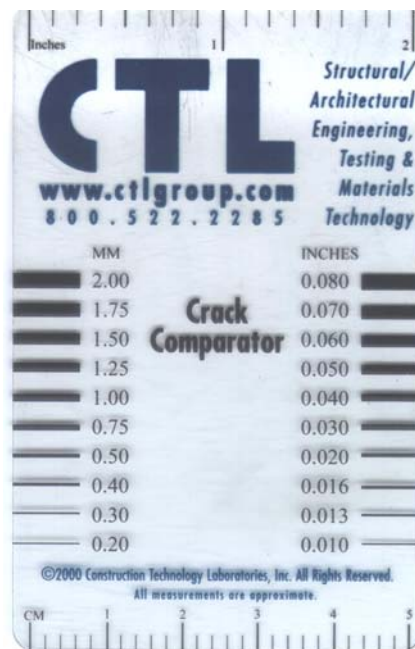 Inches 1 2
CTL
Structural/
Architectural
Engineering,
Testing &
Materials
Technology
www.ctlgroup.com
800.522.2285
MM INCHES
2.00 0.080
1.75 0.070
1.50 0.060
1.25 0.050
1.00 0.040
0.75 0.030
0.50 0.020
0.40 0.016
0.30 0.013
0.20 0.010
Crack
Comparator
©2000 Construction Technology Laboratories, Inc. All Rights Reserved.
All measurements are approximate.
CM 1 2 3 4 5